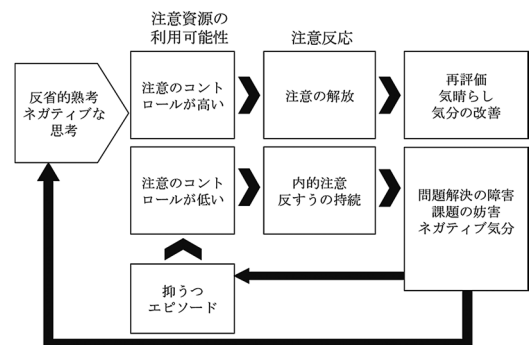 注意資源の
利用可能性
注意反応
反省的熟考
ネガティブな
思考
注意のコント
ロールが高い
注意の解放
再評価
気晴らし
気分の改善
注意のコント
ロールが低い
内的注意
反すうの持続
問題解決の障害
課題の妨害
ネガティブ気分
抑うつ
エピソード